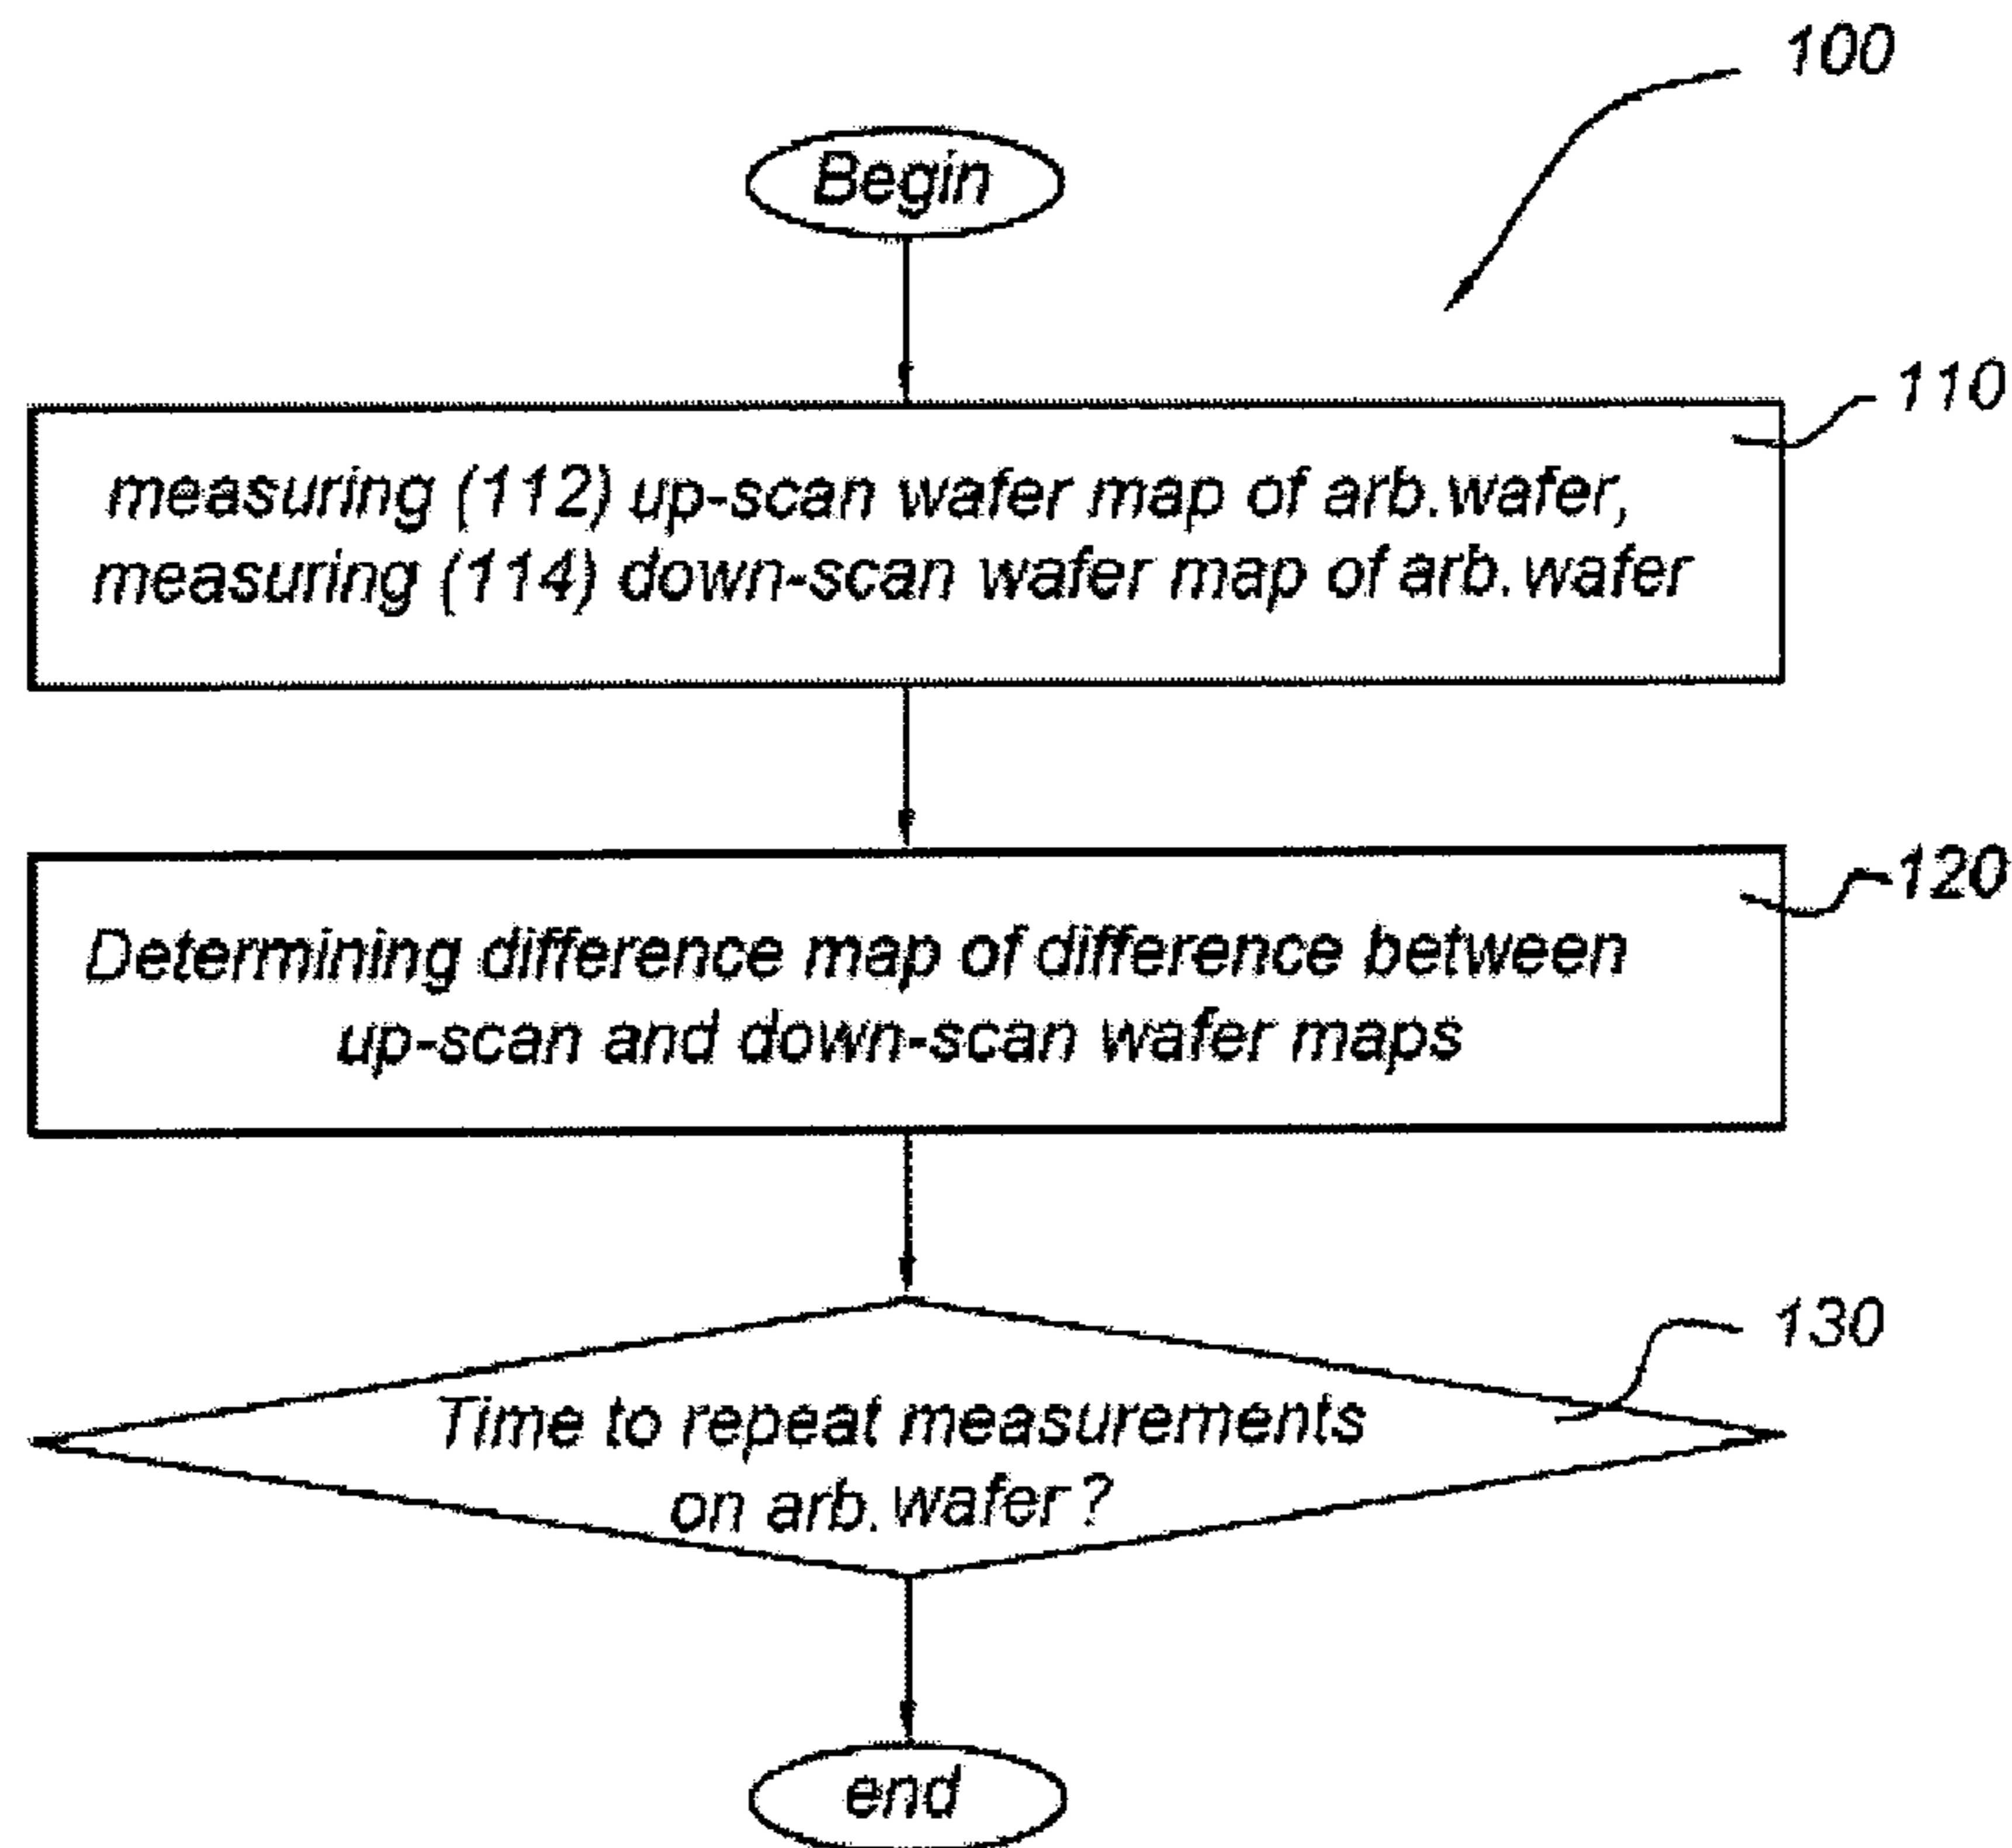 100
Begin
110
measuring (112) up-scan wafer map of arb.wafer,
measuring (114) down-scan wafer map of arb.wafer
120
Determining difference map of difference between
up-scan and down-scan wafer maps
130
Time to repeat measurements
on arb.wafer?
end